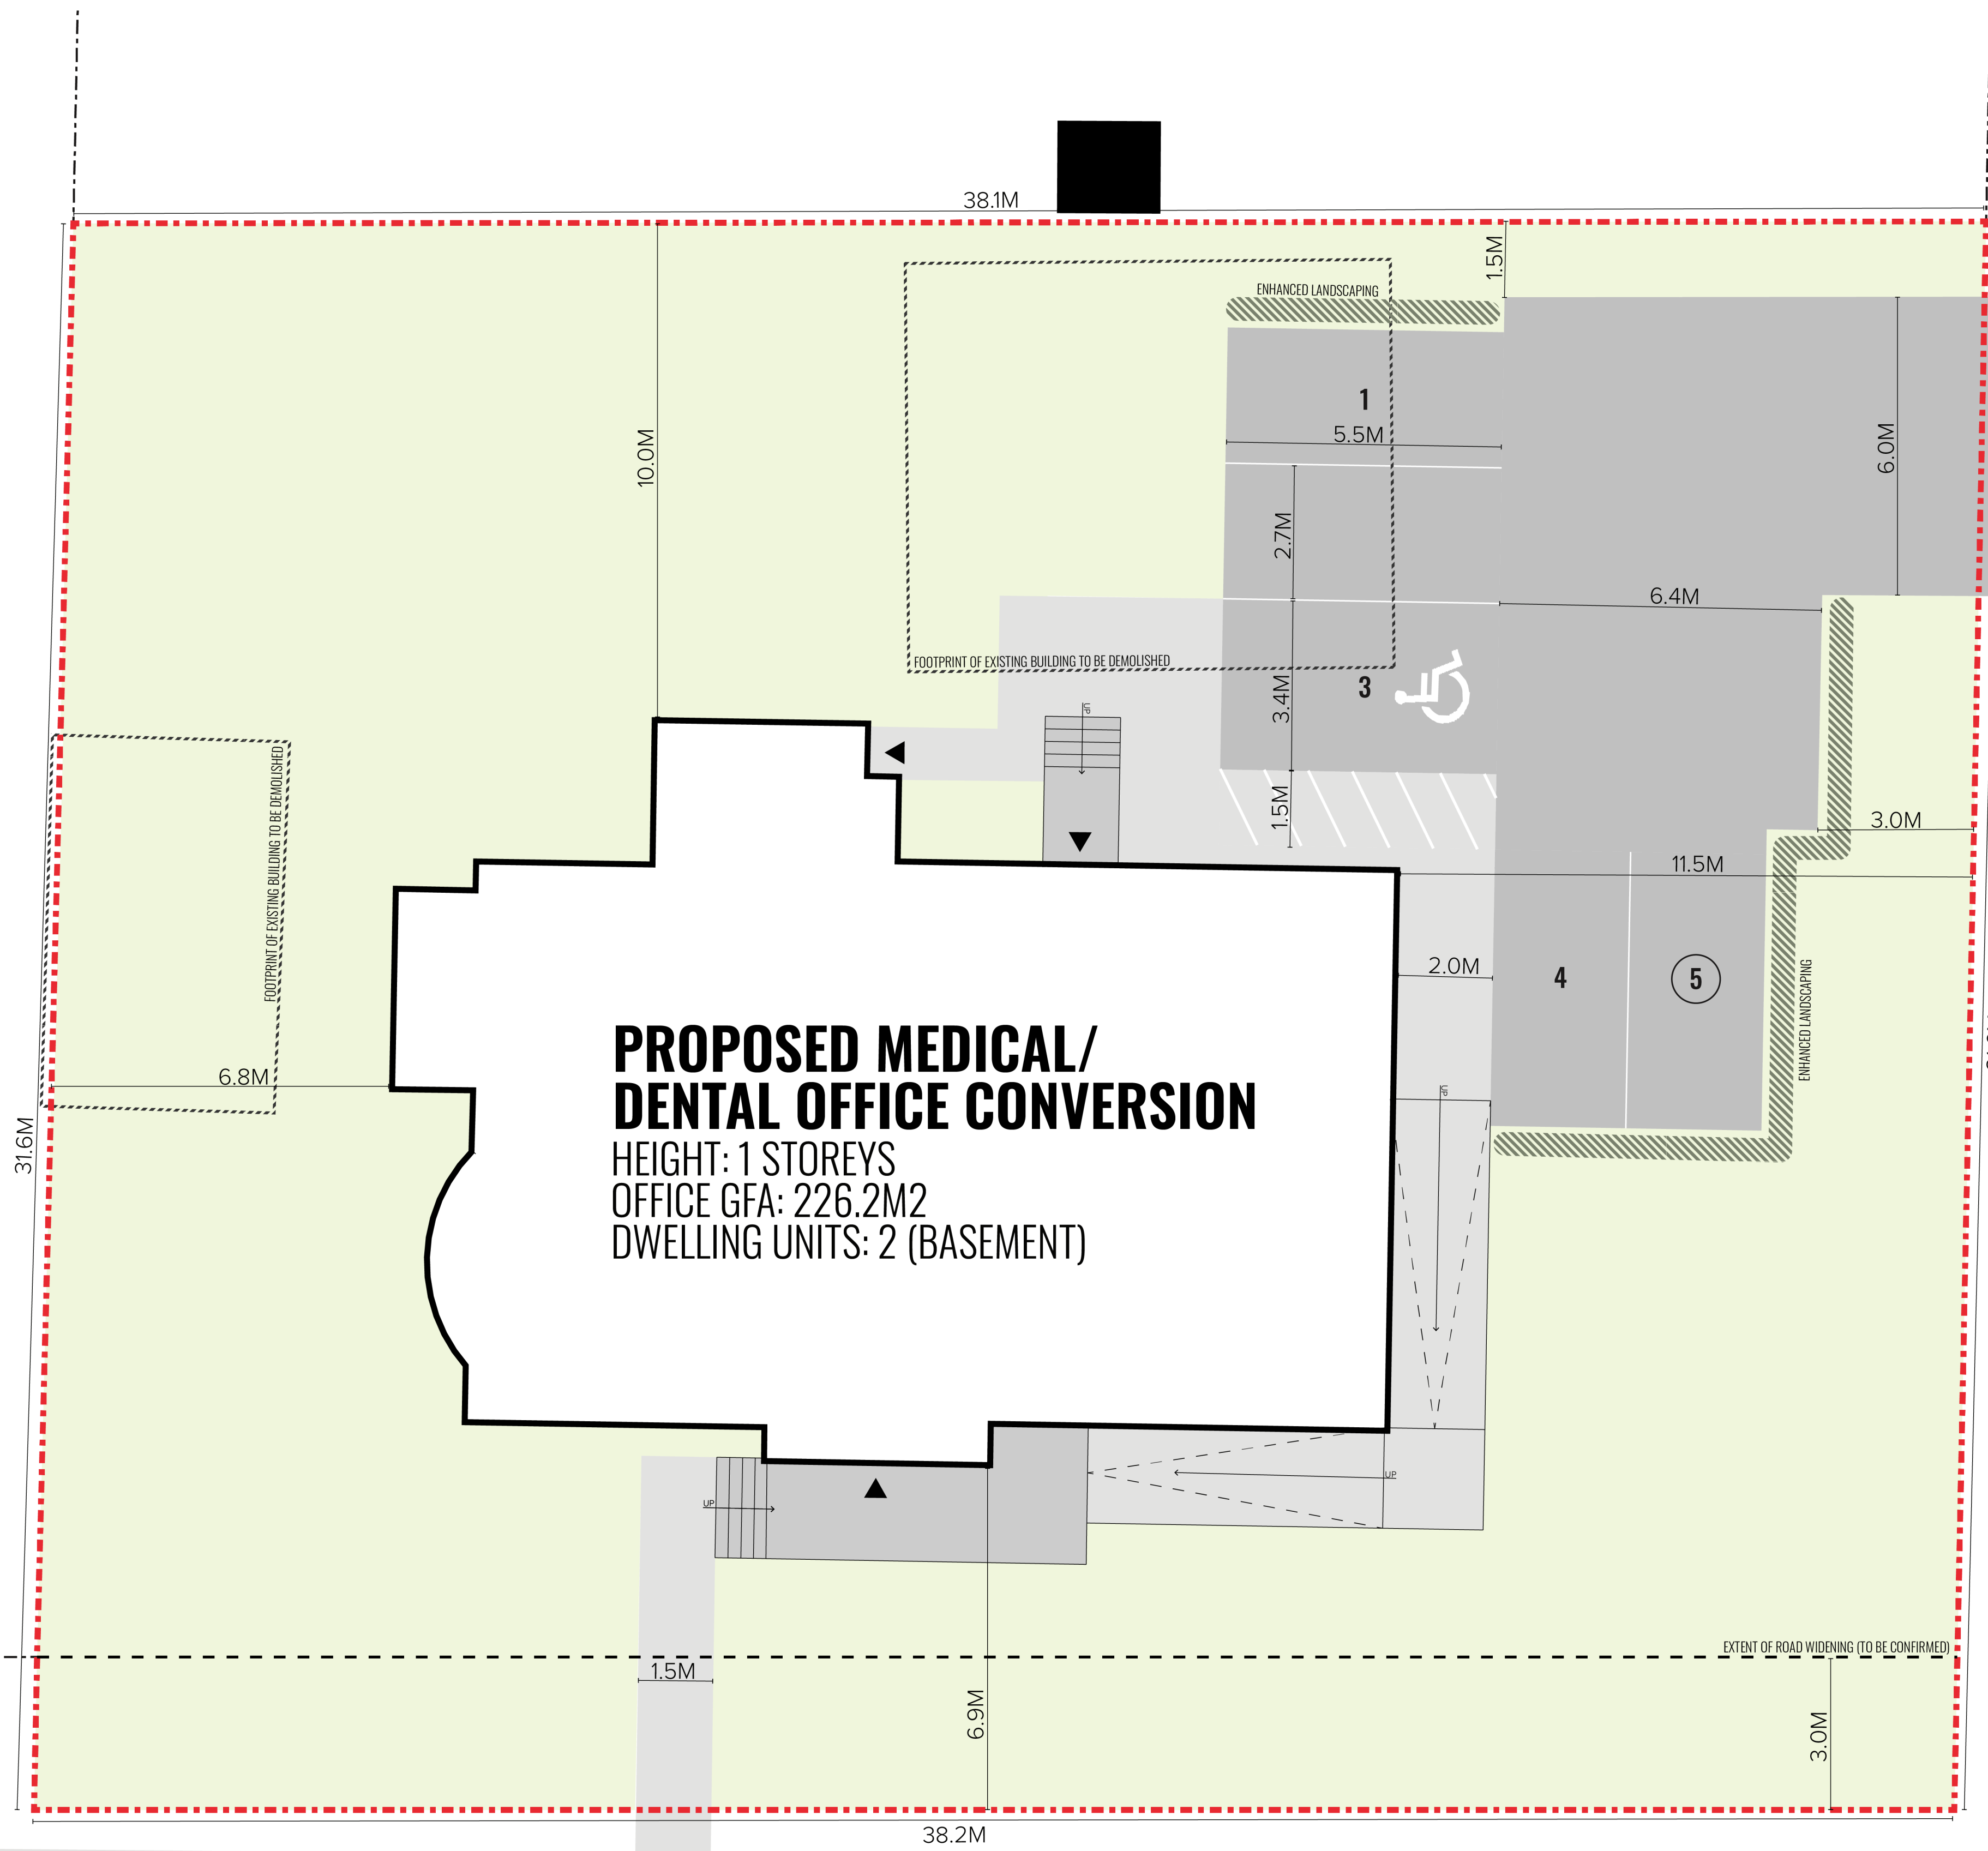 38.1M
1.5M
ENHANCED LANDSCAPING
1
5.5M
10.0M
6.0M
2.7M
6.4M
FOOTPRINT OF EXISTING BUILDING TO BE DEMOLISHED
3
3.4M
UP
1.5M
3.0M
11.5M
FOOTPRINT OF EXISTING BUILDING TO BE DEMOLISHED
2.0M
4
5
ENHANCED LANDSCAPING
PROPOSED MEDICAL/
DENTAL OFFICE CONVERSION
HEIGHT: 1 STOREYS
OFFICE GFA: 226.2M2
DWELLING UNITS: 2 (BASEMENT)
6.8M
31.6M
UP
UP
UP
EXTENT OF ROAD WIDENING (TO BE CONFIRMED)
1.5M
6.9M
3.0M
38.2M